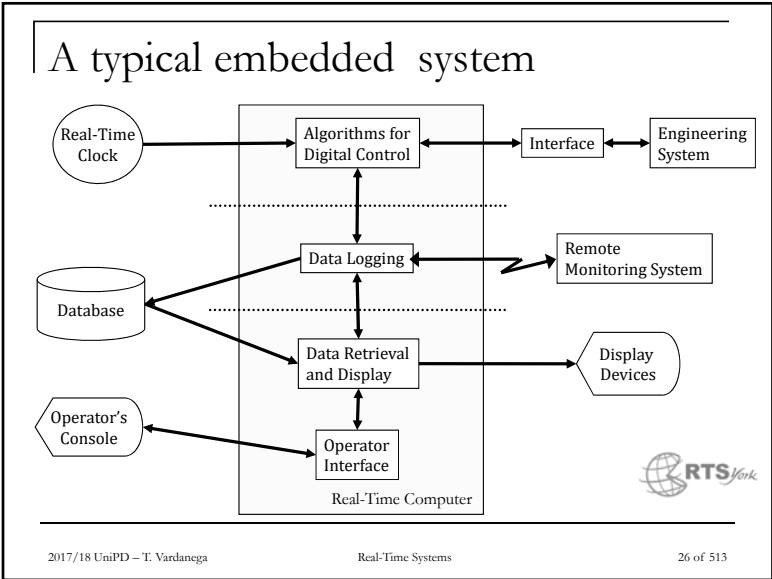 A typical embedded system
Real-Time
Clock
Algorithms for
Digital Control
Interface
Engineering
System
Data Logging
Remote
Monitoring System
Database
Data Retrieval
and Display
Display
Devices
Operator's
Console
Operator
Interface
Real-Time Computer
RTS York
2017/18 UniPD – T. Vardanega
Real-Time Systems
26 of 513